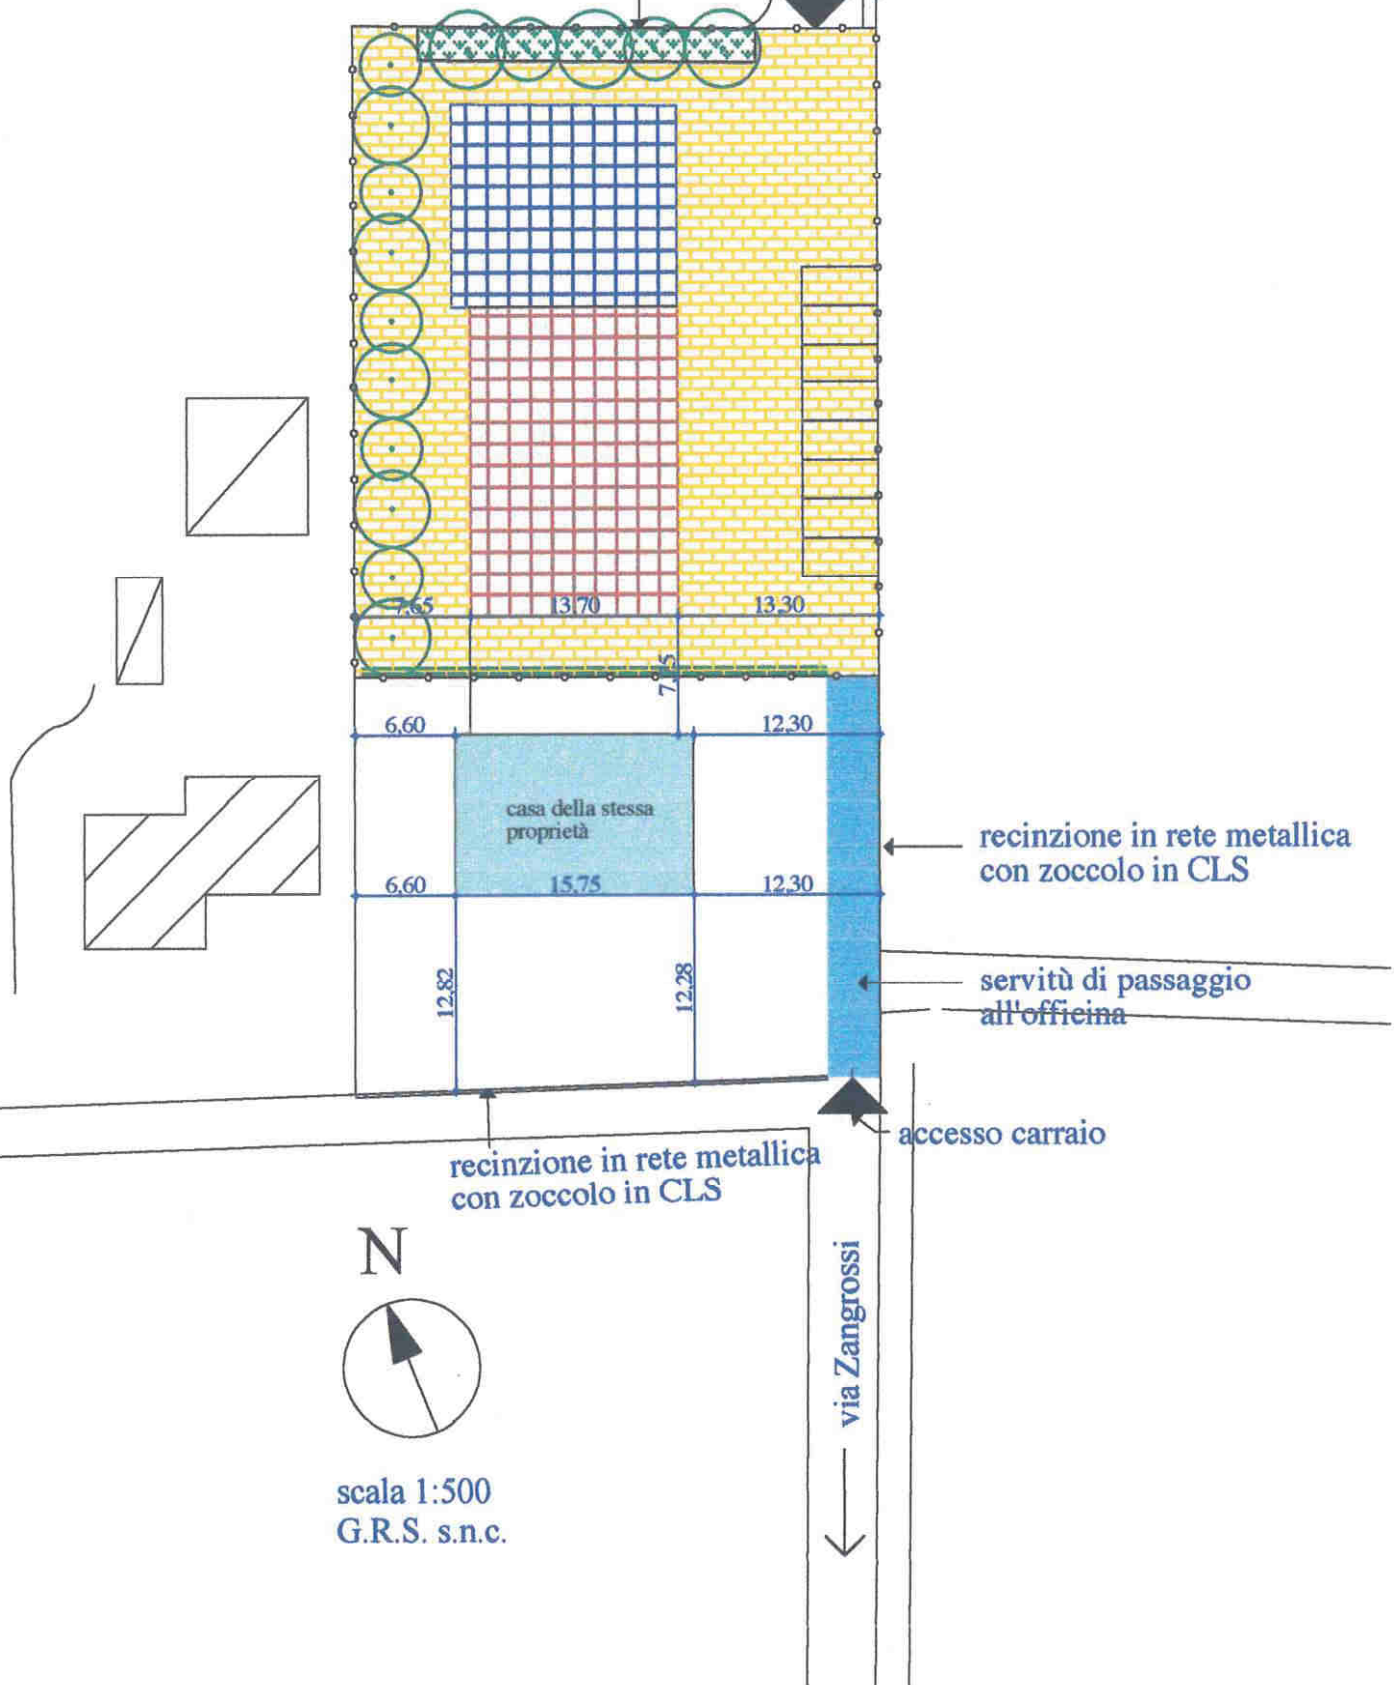 7,65 13,70 13,30
6,60 12,30
casa della stessa
proprietà
6,60 15,75 12,30
recinzione in rete metallica
con zoccolo in CLS
12,82 12,28
servitù di passaggio
all'officina
accesso carraio
recinzione in rete metallica
con zoccolo in CLS
N
via Zangrossi
scala 1:500
G.R.S. s.n.c.